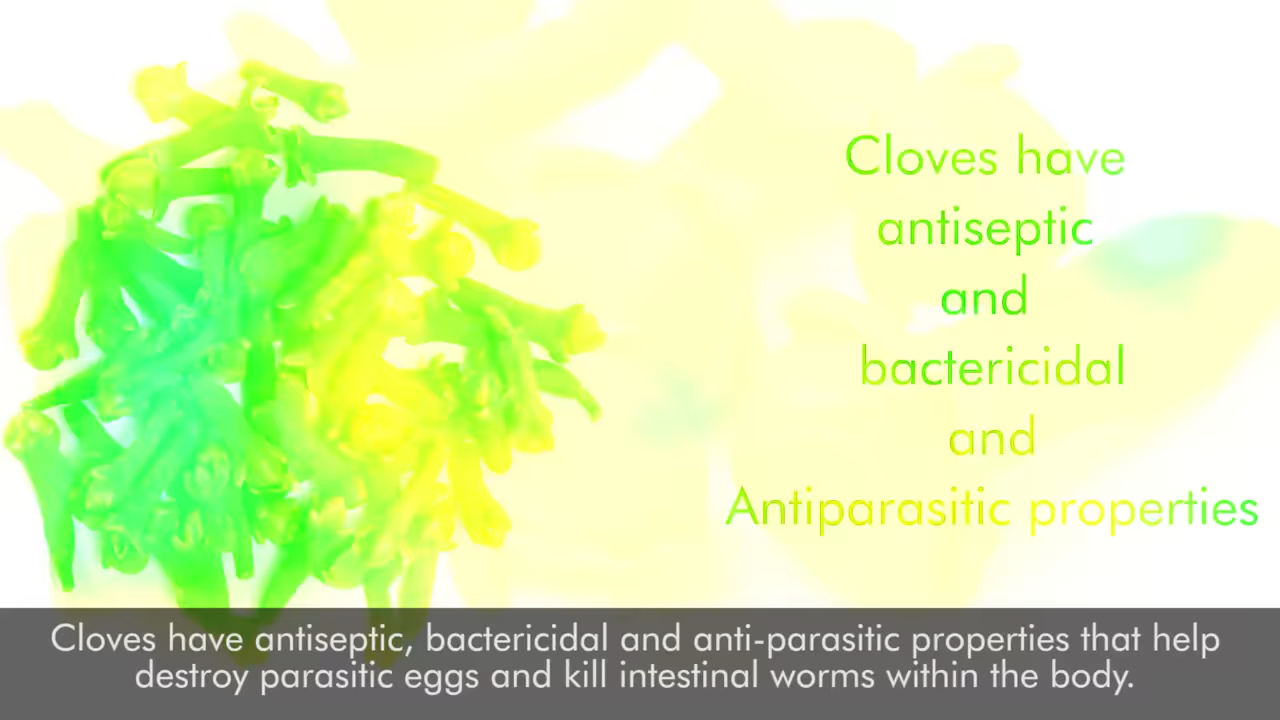 Cloves have
antiseptic
and
bactericidal
and
Antiparasitic properties
Cloves have antiseptic, bactericidal and anti-parasitic properties that help
destroy parasitic eggs and kill intestinal worms within the body.